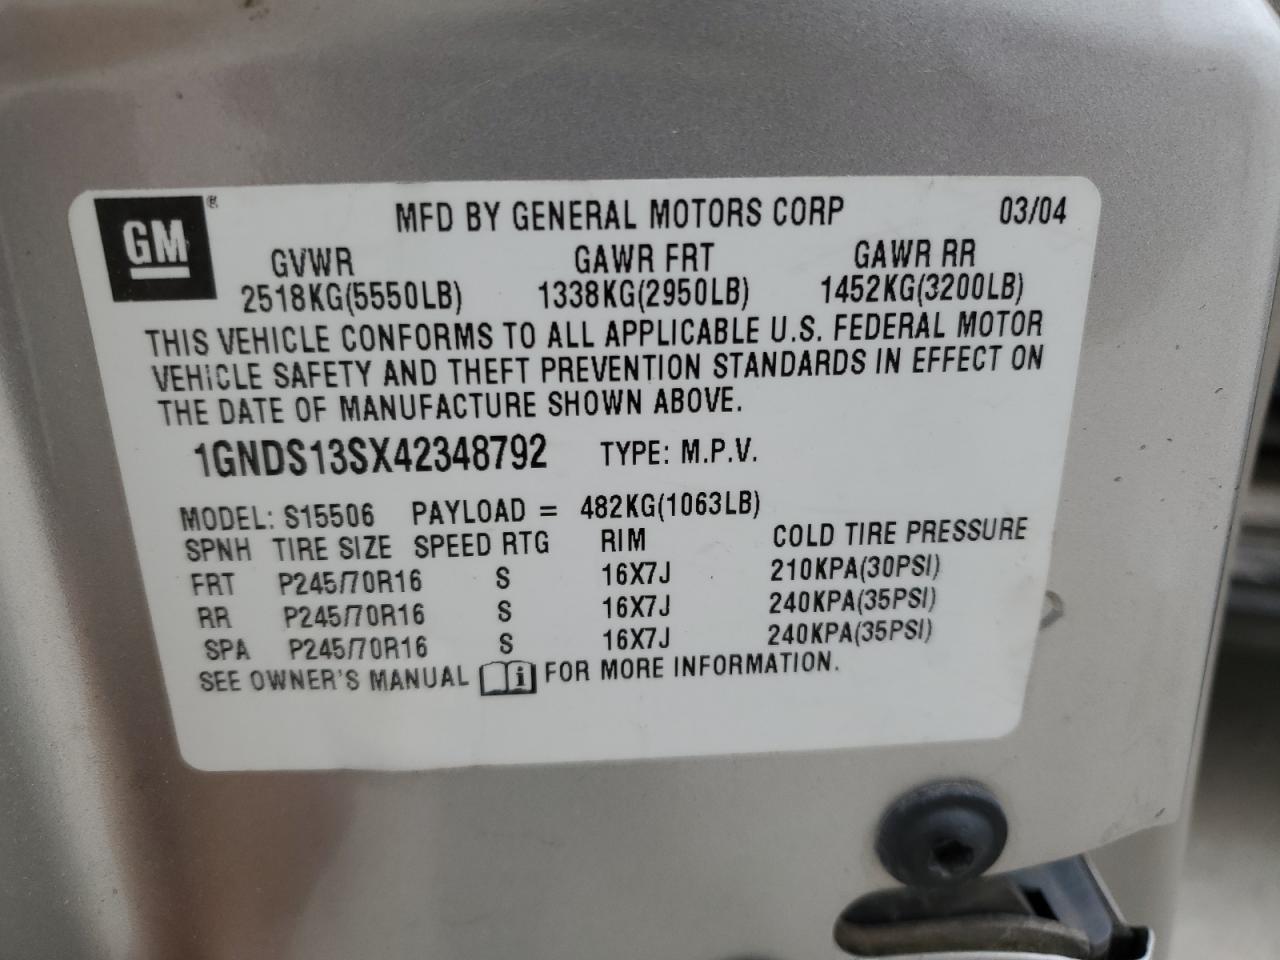 GM® MFD BY GENERAL MOTORS CORP 03/04
GVWR GAWR FRT GAWR RR
2518KG(5550LB) 1338KG(2950LB) 1452KG(3200LB)
THIS VEHICLE CONFORMS TO ALL APPLICABLE U.S. FEDERAL MOTOR
VEHICLE SAFETY AND THEFT PREVENTION STANDARDS IN EFFECT ON
THE DATE OF MANUFACTURE SHOWN ABOVE.
1GNDS13SX42348792 TYPE: M.P.V.
MODEL: S15506 PAYLOAD = 482KG(1063LB)
SPNH TIRE SIZE SPEED RTG RIM COLD TIRE PRESSURE
FRT P245/70R16 S 16X7J 210KPA(30PSI)
RR P245/70R16 S 16X7J 240KPA(35PSI)
SPA P245/70R16 S 16X7J 240KPA(35PSI)
SEE OWNER'S MANUAL i FOR MORE INFORMATION.